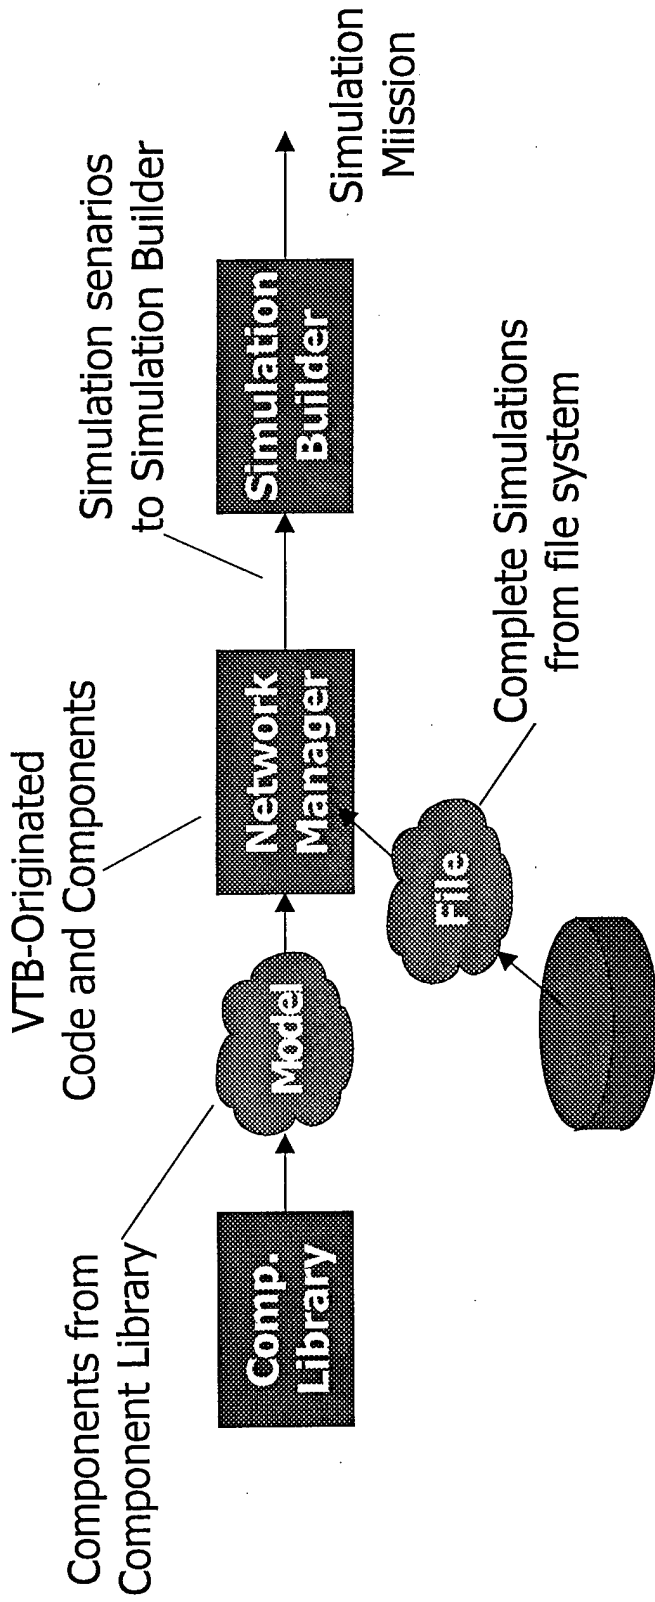 VTB-Originated
Code and Components
Components from
Component Library
Simulation senarios
to Simulation Builder
Comp.
Library
Model
Network
Manager
Simulation
Builder
Simulation
Miission
File
Complete Simulations
from file system